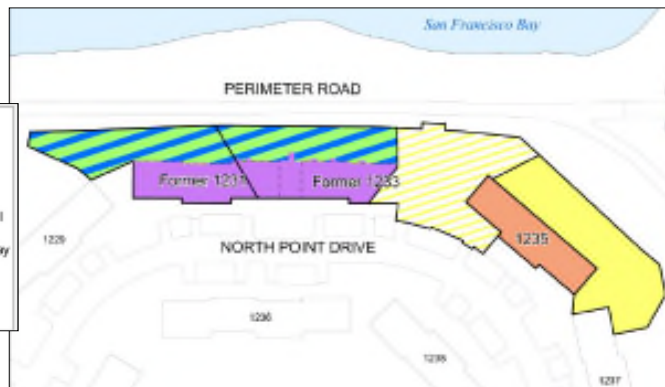 San Francisco Bay
PERIMETER ROAD
Former 1231 Former 1233
1235
1229
NORTH POINT DRIVE
1236
1238
1237